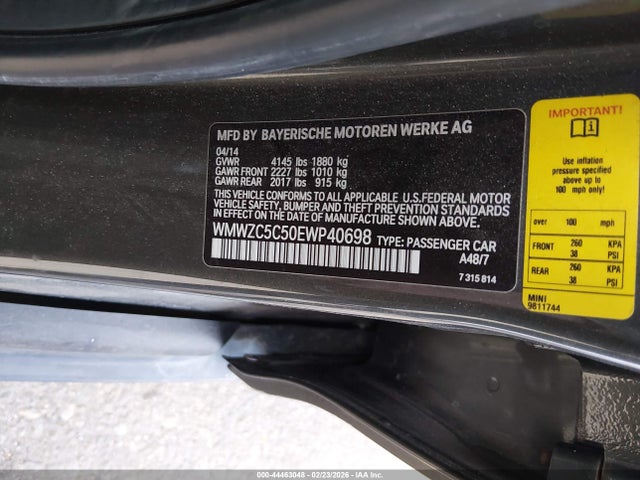 MFD BY BAYERISCHE MOTOREN WERKE AG
04/14
GVWR 4145 lbs 1880 kg
GAWR FRONT 2227 lbs 1010 kg
GAWR REAR 2017 lbs 915 kg
THIS VEHICLE CONFORMS TO ALL APPLICABLE U.S.FEDERAL MOTOR
VEHICLE SAFETY, BUMPER AND THEFT PREVENTION STANDARDS
IN EFFECT ON THE DATE OF MANUFACTURE SHOWN ABOVE.
WMWZC5C50EWP40698 TYPE: PASSENGER CAR
A48/7
7 315 814
IMPORTANT!
Use inflation
pressure specified
above for up to
100 mph only!
over 100 mph
FRONT 260 KPA
38 PSI
REAR 260 KPA
38 PSI
MINI
9811744
000-44463048 - 02/23/2026 - IAAI Inc.